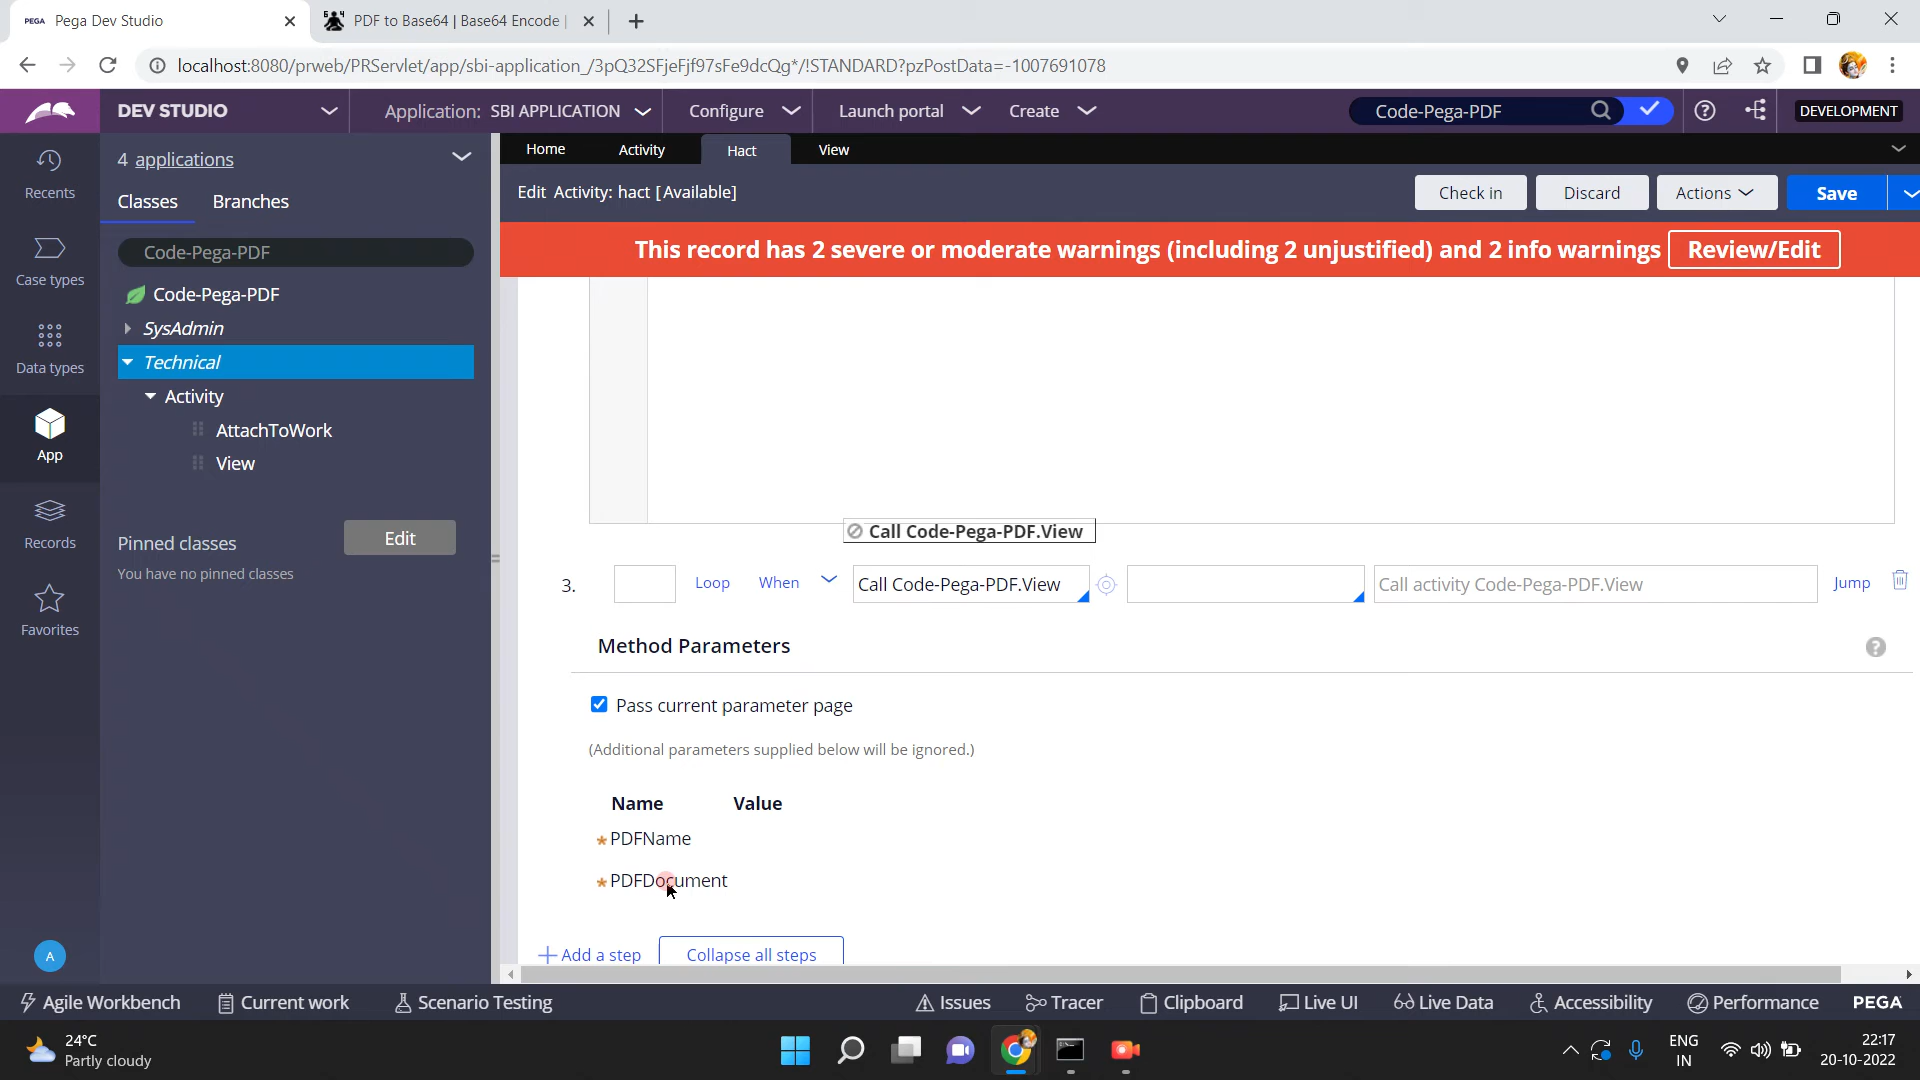 PEGA Pega Dev Studio
PDF to Base64 | Base64 Encode |
localhost:8080/prweb/PRServlet/app/sbi-application_/3pQ32SFjeFjf97sFe9dcQg*/!STANDARD?pzPostData=-1007691078
DEV STUDIO
Application: SBI APPLICATION
Configure
Launch portal
Create
Code-Pega-PDF
DEVELOPMENT
Recents
Case types
Data types
App
Records
Favorites
A
4 applications
Classes
Branches
Code-Pega-PDF
Code-Pega-PDF
SysAdmin
Technical
Activity
AttachToWork
View
Pinned classes
Edit
You have no pinned classes
Home
Activity
Hact
View
Edit Activity: hact [Available]
Check in
Discard
Actions
Save
This record has 2 severe or moderate warnings (including 2 unjustified) and 2 info warnings
Review/Edit
Call Code-Pega-PDF.View
3.
Loop
When
Call Code-Pega-PDF.View
Call activity Code-Pega-PDF.View
Jump
Method Parameters
?
Pass current parameter page
(Additional parameters supplied below will be ignored.)
Name
Value
PDFName
PDFDocument
Add a step
Collapse all steps
Agile Workbench
Current work
Scenario Testing
Issues
Tracer
Clipboard
Live UI
Live Data
Accessibility
Performance
PEGA
24°C
Partly cloudy
ENG
IN
22:17
20-10-2022